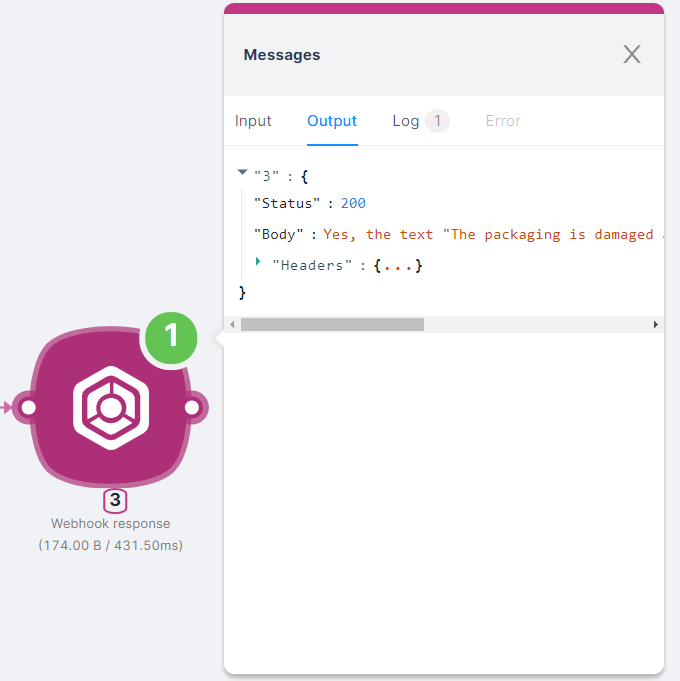 Messages
X
Input Output Log 1 Error
"3" : {
"Status" : 200
"Body" : Yes, the text "The packaging is damaged
"Headers" : {...}
}
1
3
Webhook response
(174.00 B / 431.50ms)